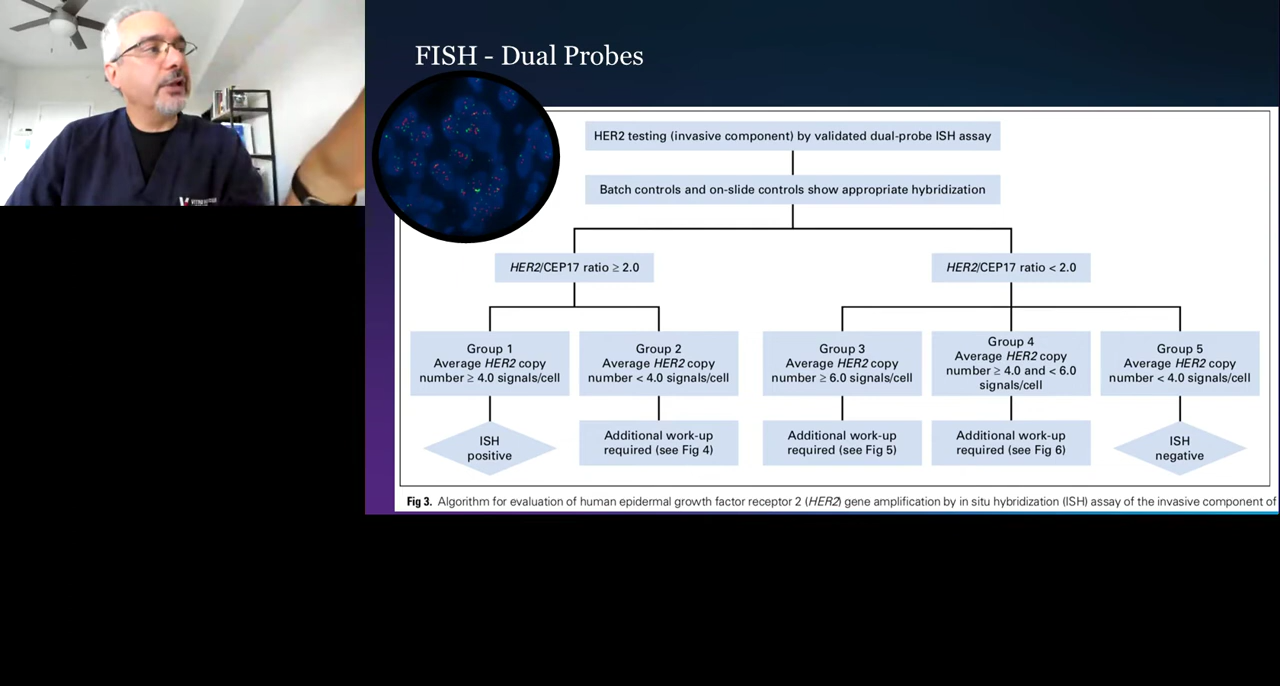 FISH - Dual Probes
HER2 testing (invasive component) by validated dual-probe ISH assay
Batch controls and on-slide controls show appropriate hybridization
HER2/CEP17 ratio ≥ 2.0
HER2/CEP17 ratio < 2.0
Group 1
Average HER2 copy
number ≥ 4.0 signals/cell
Group 2
Average HER2 copy
number < 4.0 signals/cell
Group 3
Average HER2 copy
number ≥ 6.0 signals/cell
Group 4
Average HER2 copy
number ≥ 4.0 and < 6.0
signals/cell
Group 5
Average HER2 copy
number < 4.0 signals/cell
ISH
positive
Additional work-up
required (see Fig 4)
Additional work-up
required (see Fig 5)
Additional work-up
required (see Fig 6)
ISH
negative
Fig 3. Algorithm for evaluation of human epidermal growth factor receptor 2 (HER2) gene amplification by in situ hybridization (ISH) assay of the invasive component of